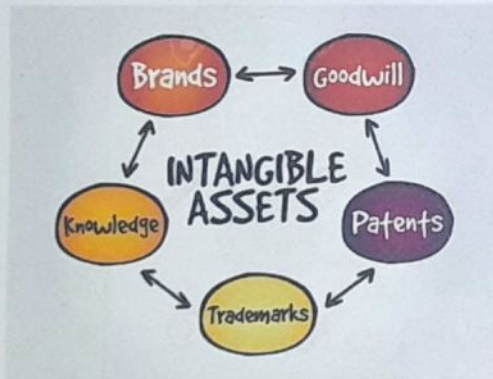 Brands
Goodwill
INTANGIBLE
ASSETS
Knowledge
Patents
Trademarks